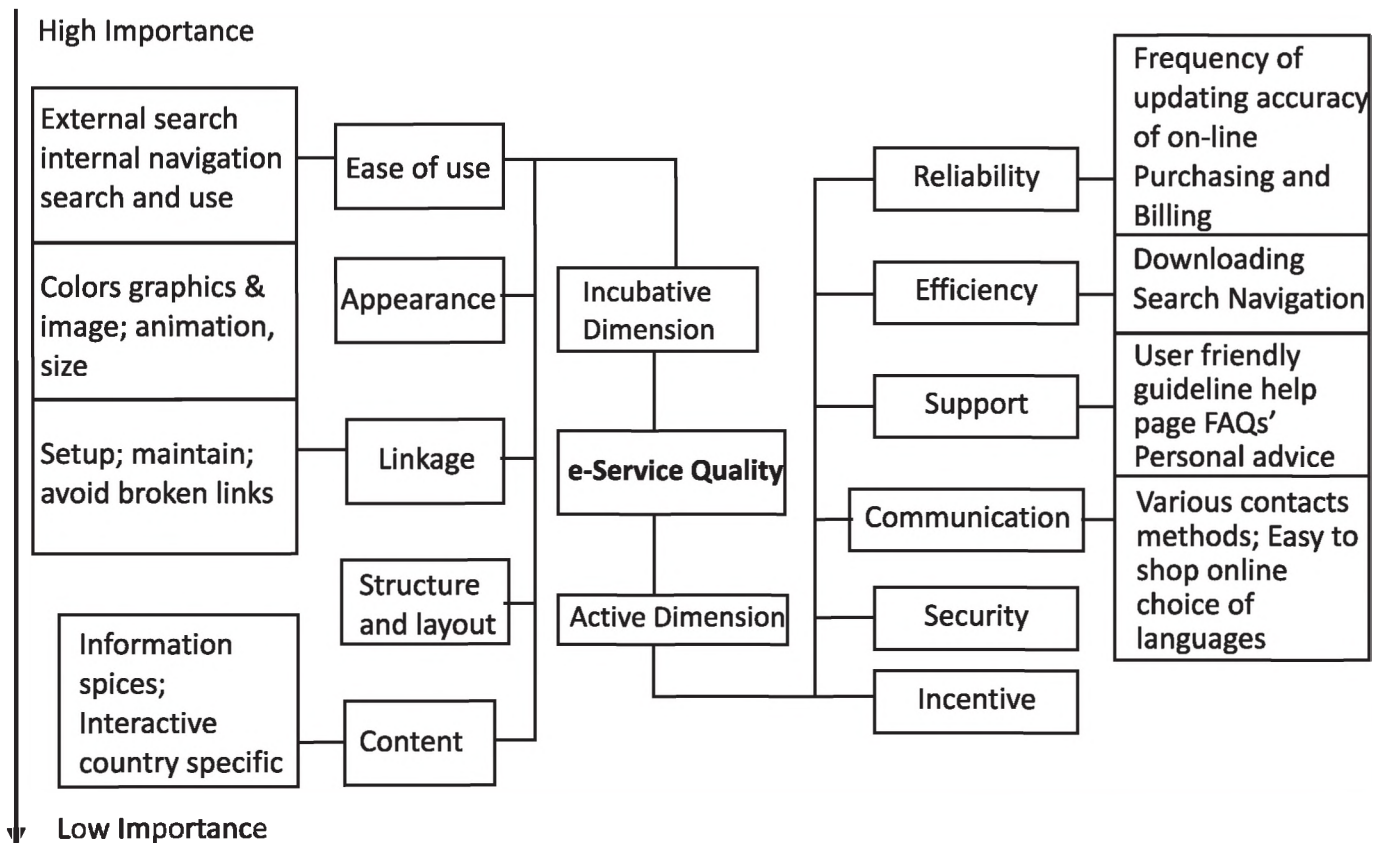 High Importance
External search
internal navigation
search and use
Colors graphics &
image; animation,
size
Setup; maintain;
avoid broken links
Information
spices;
Interactive
country specific
Ease of use
Appearance
Linkage
Structure
and layout
Content
Incubative
Dimension
e-Service Quality
Active Dimension
Reliability
Efficiency
Support
Communication
Security
Incentive
Frequency of
updating accuracy
of on-line
Purchasing and
Billing
Downloading
Search Navigation
User friendly
guideline help
page FAQs’
Personal advice
Various contacts
methods; Easy to
shop online
choice of
languages
Low Importance